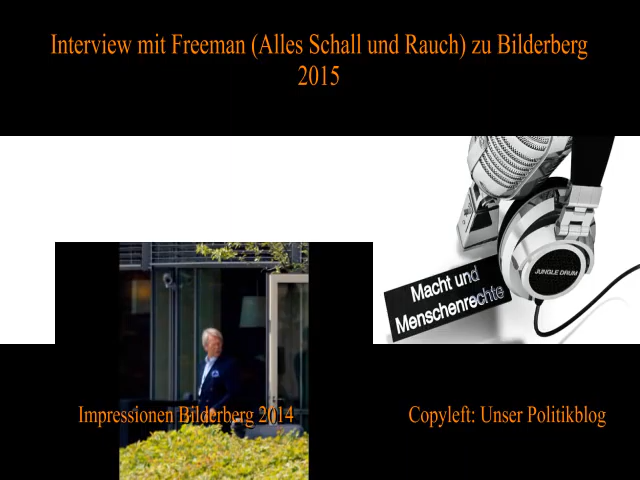 Interview mit Freeman (Alles Schall und Rauch) zu Bilderberg
2015
JUNGLE DRUM
Macht und
Menschenrechte
Impressionen Bilderberg 2014
Copyleft: Unser Politikblog